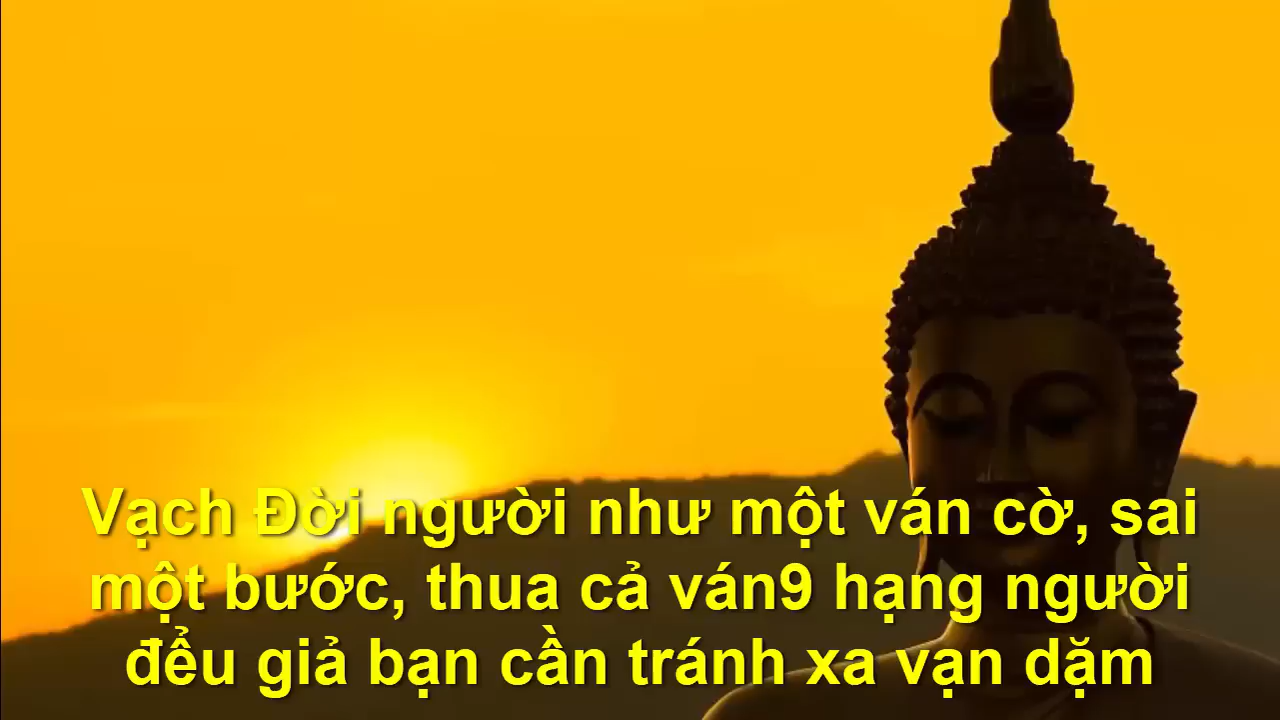 Vạch Đời người như một ván cờ, sai
một bước, thua cả ván9 hạng người
đểu giả bạn cần tránh xa vạn dặm